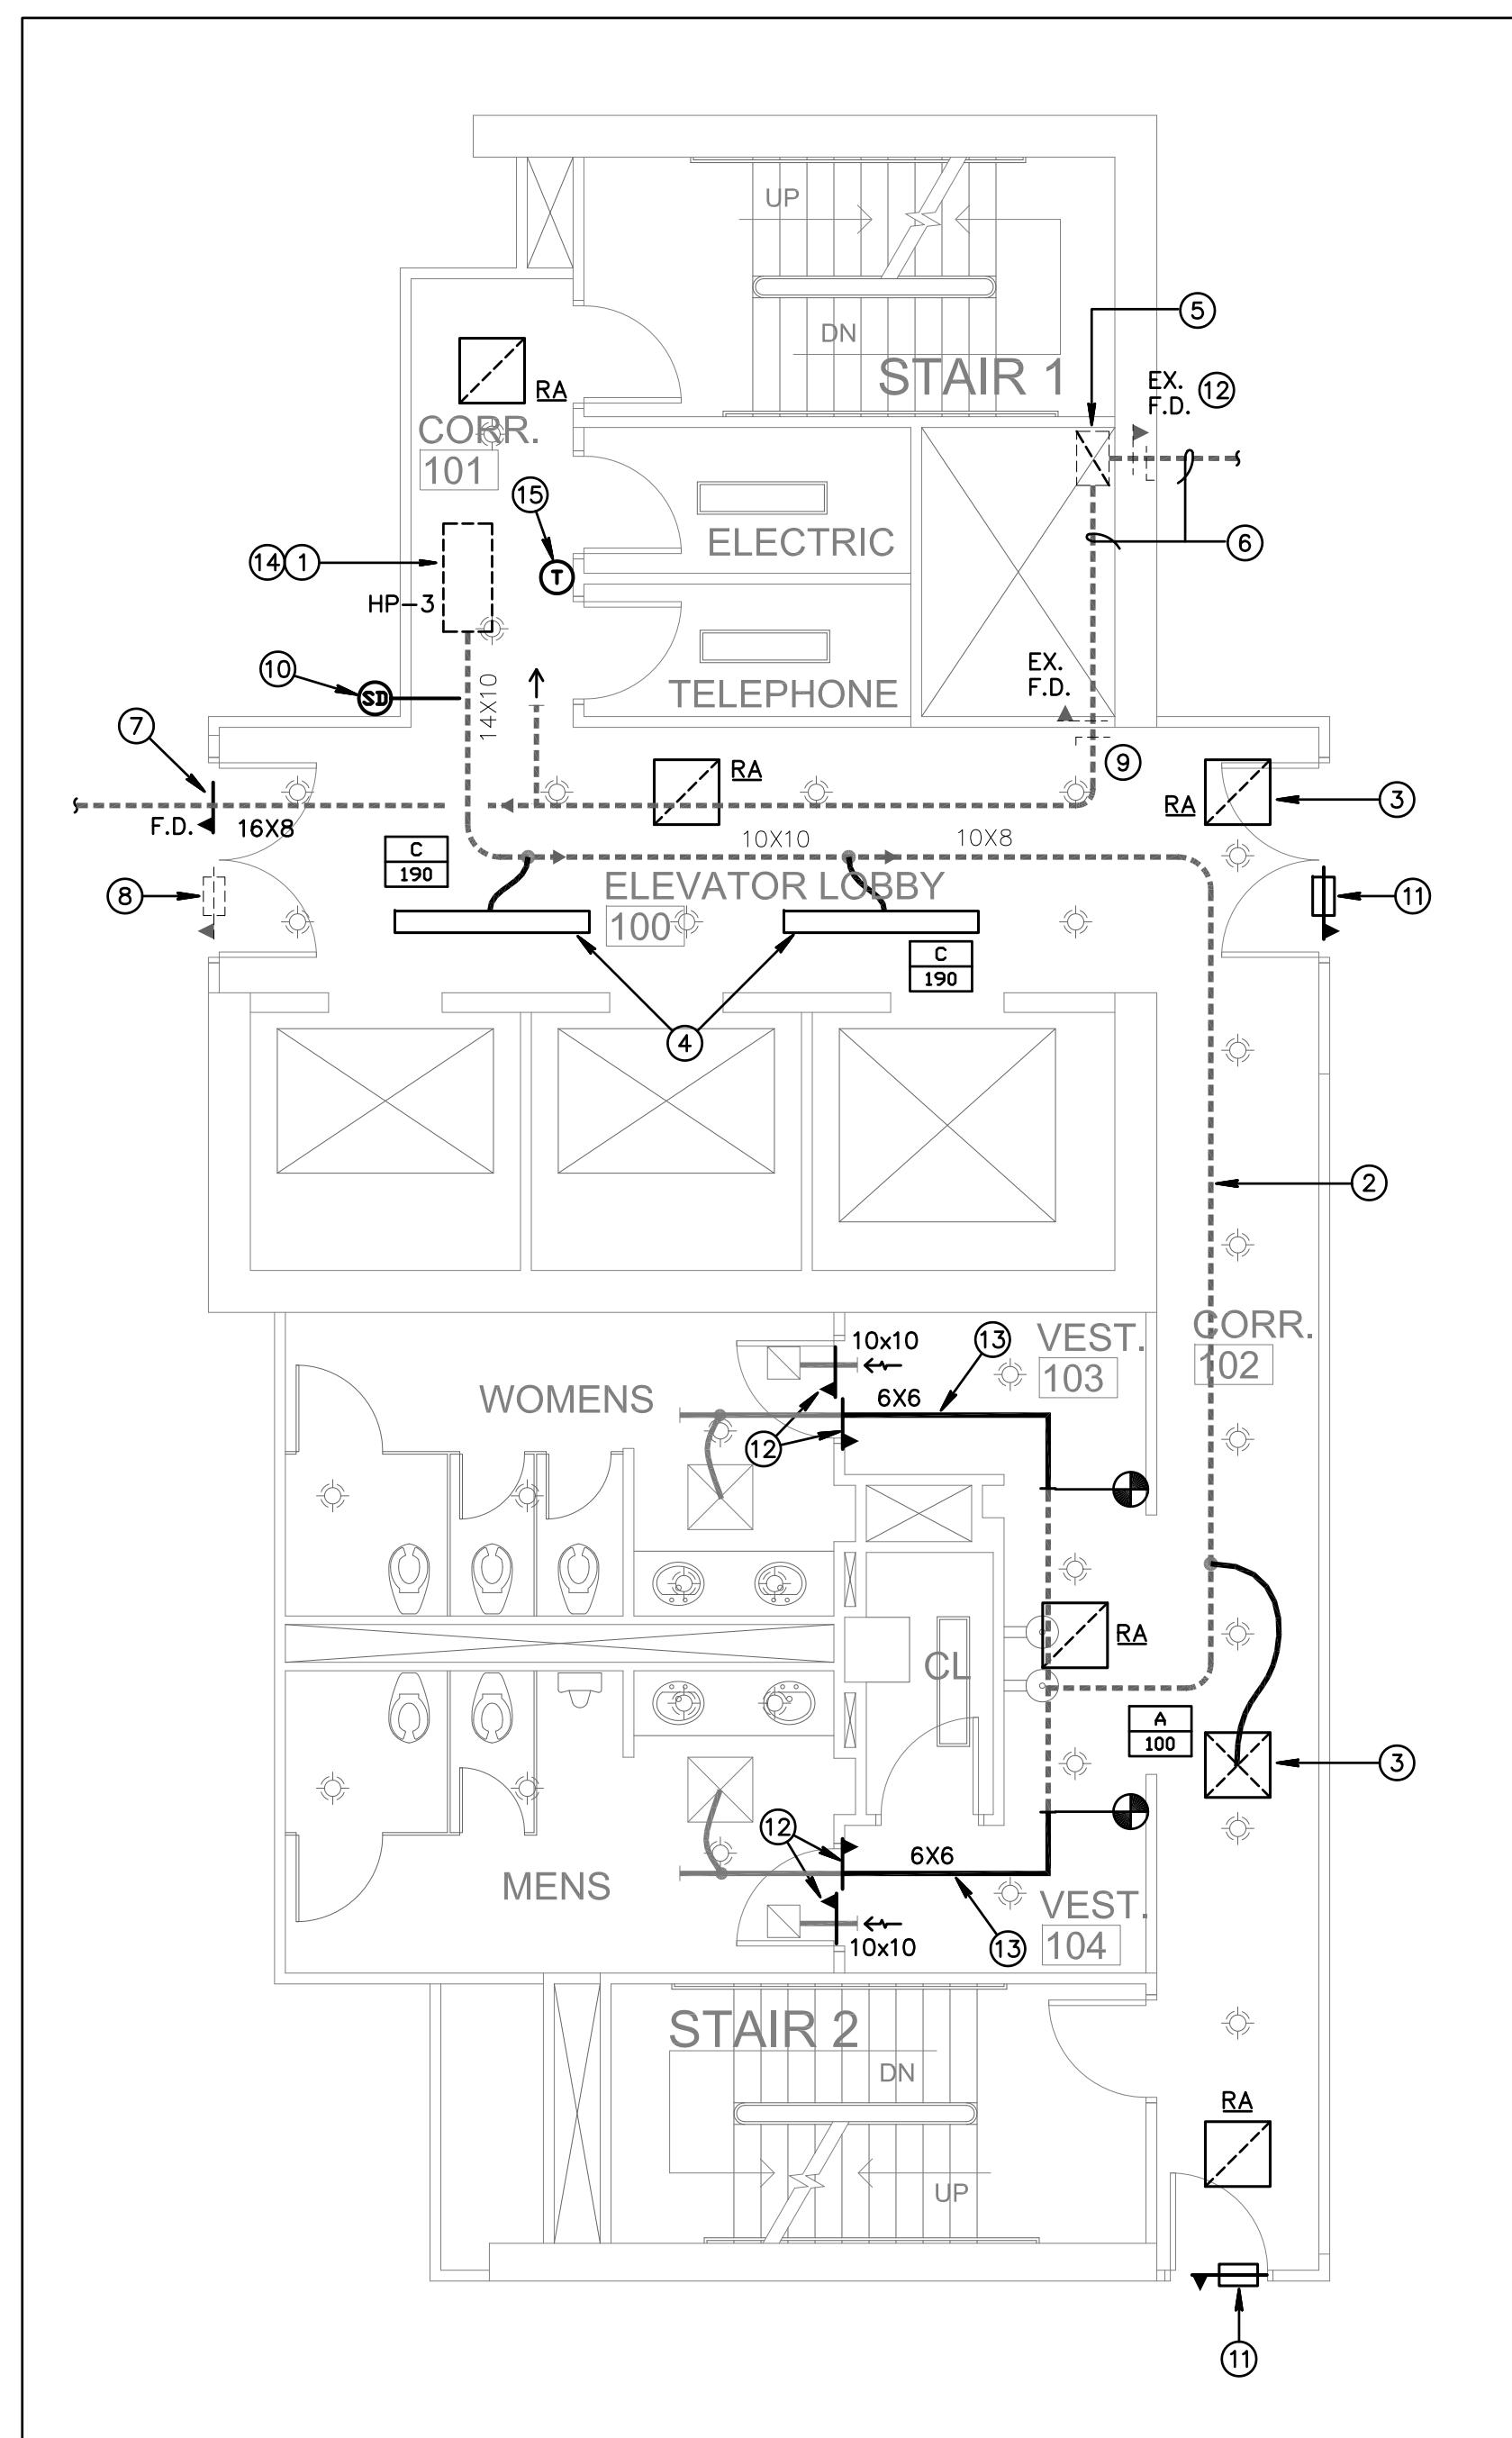 UP
DN
STAIR 1
5
EX.
F.D.
12
RA
CORR.
101
15
ELECTRIC
T
14
1
HP-3
6
10
SD
14X10
EX.
F.D.
TELEPHONE
7
F.D.
16X8
RA
9
RA
3
10X10
10X8
C
190
ELEVATOR LOBBY
100
8
11
C
190
4
2
10x10
13
VEST.
103
CORR.
102
WOMENS
6X6
12
RA
CL
A
100
3
12
6X6
MENS
VEST.
104
10x10
13
STAIR 2
DN
RA
UP
11